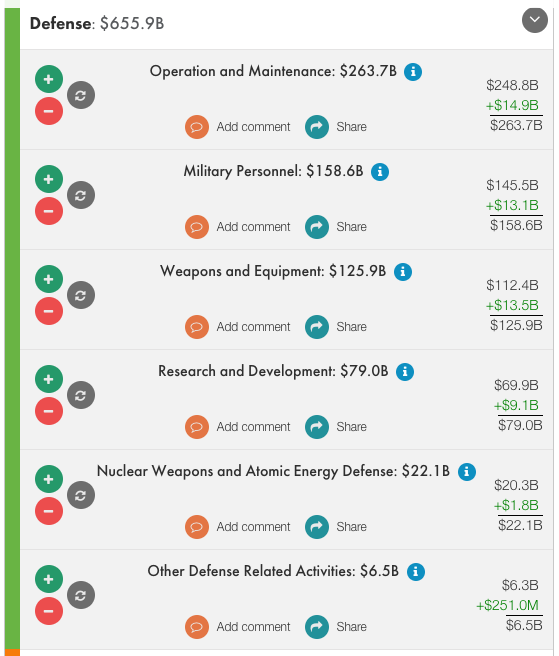 Defense: $655.9B
Operation and Maintenance: $263.7B
$248.8B
+$14.9B
$263.7B
Add comment Share
Military Personnel: $158.6B
$145.5B
+$13.1B
$158.6B
Add comment Share
Weapons and Equipment: $125.9B
$112.4B
+$13.5B
$125.9B
Add comment Share
Research and Development: $79.0B
$69.9B
+$9.1B
$79.0B
Add comment Share
Nuclear Weapons and Atomic Energy Defense: $22.1B
$20.3B
+$1.8B
$22.1B
Add comment Share
Other Defense Related Activities: $6.5B
$6.3B
+$251.0M
$6.5B
Add comment Share